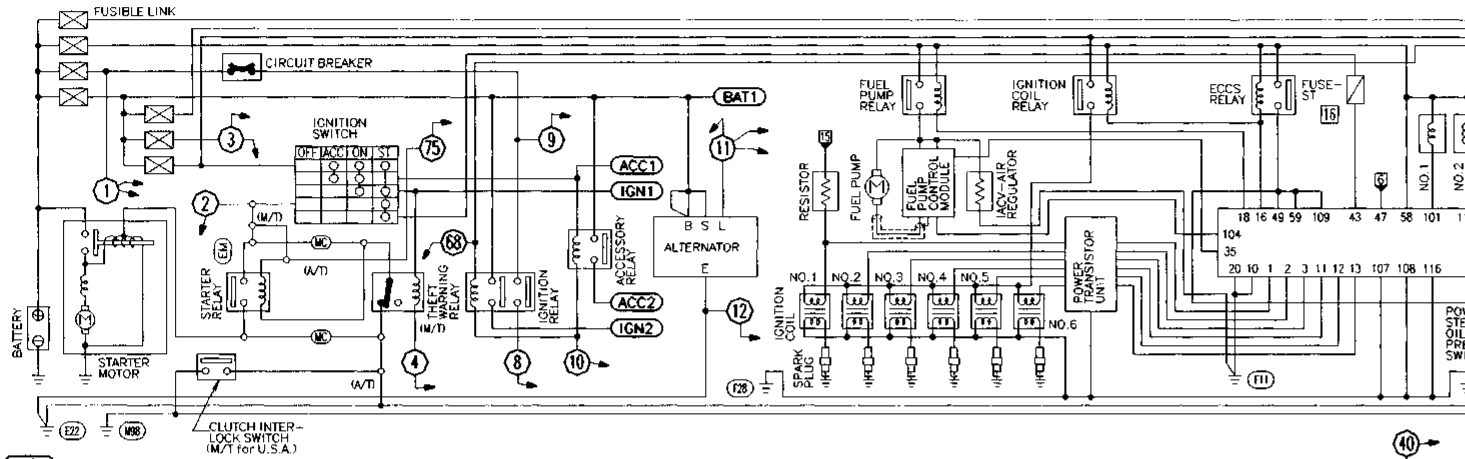 FUSIBLE LINK
CIRCUIT BREAKER
BAT1
3
IGNITION
SWITCH
OFF ACC ON ST
75
9
11
ACC1
IGN1
1
2
(M/T)
EM
MC
(A/T)
68
B S L
ALTERNATOR
E
ACCESSORY
RELAY
STARTER
RELAY
THEFT
WARNING
RELAY
(M/T)
IGNITION
RELAY
ACC2
IGN2
12
BATTERY
M
STARTER
MOTOR
MC
4
8
10
(A/T)
E22
M98
CLUTCH INTER-
LOCK SWITCH
(M/T for U.S.A.)
FUEL
PUMP
RELAY
IGNITION
COIL
RELAY
ECCS
RELAY
FUSE-
ST
16
15
RESISTOR
FUEL PUMP
M
FUEL
PUMP
CONTROL
MODULE
IACV-AIR
REGULATOR
NO.1
NO.2
18 16 49 59 109 43 47 58 101
104
35
20 10 1 2 3 11 12 13 107 108 116
POWER
TRANSISTOR
UNIT
NO.1 NO.2 NO.3 NO.4 NO.5
NO.6
IGNITION
COIL
SPARK
PLUG
F28
F11
POW
STE
OIL
PRE
SWI
40